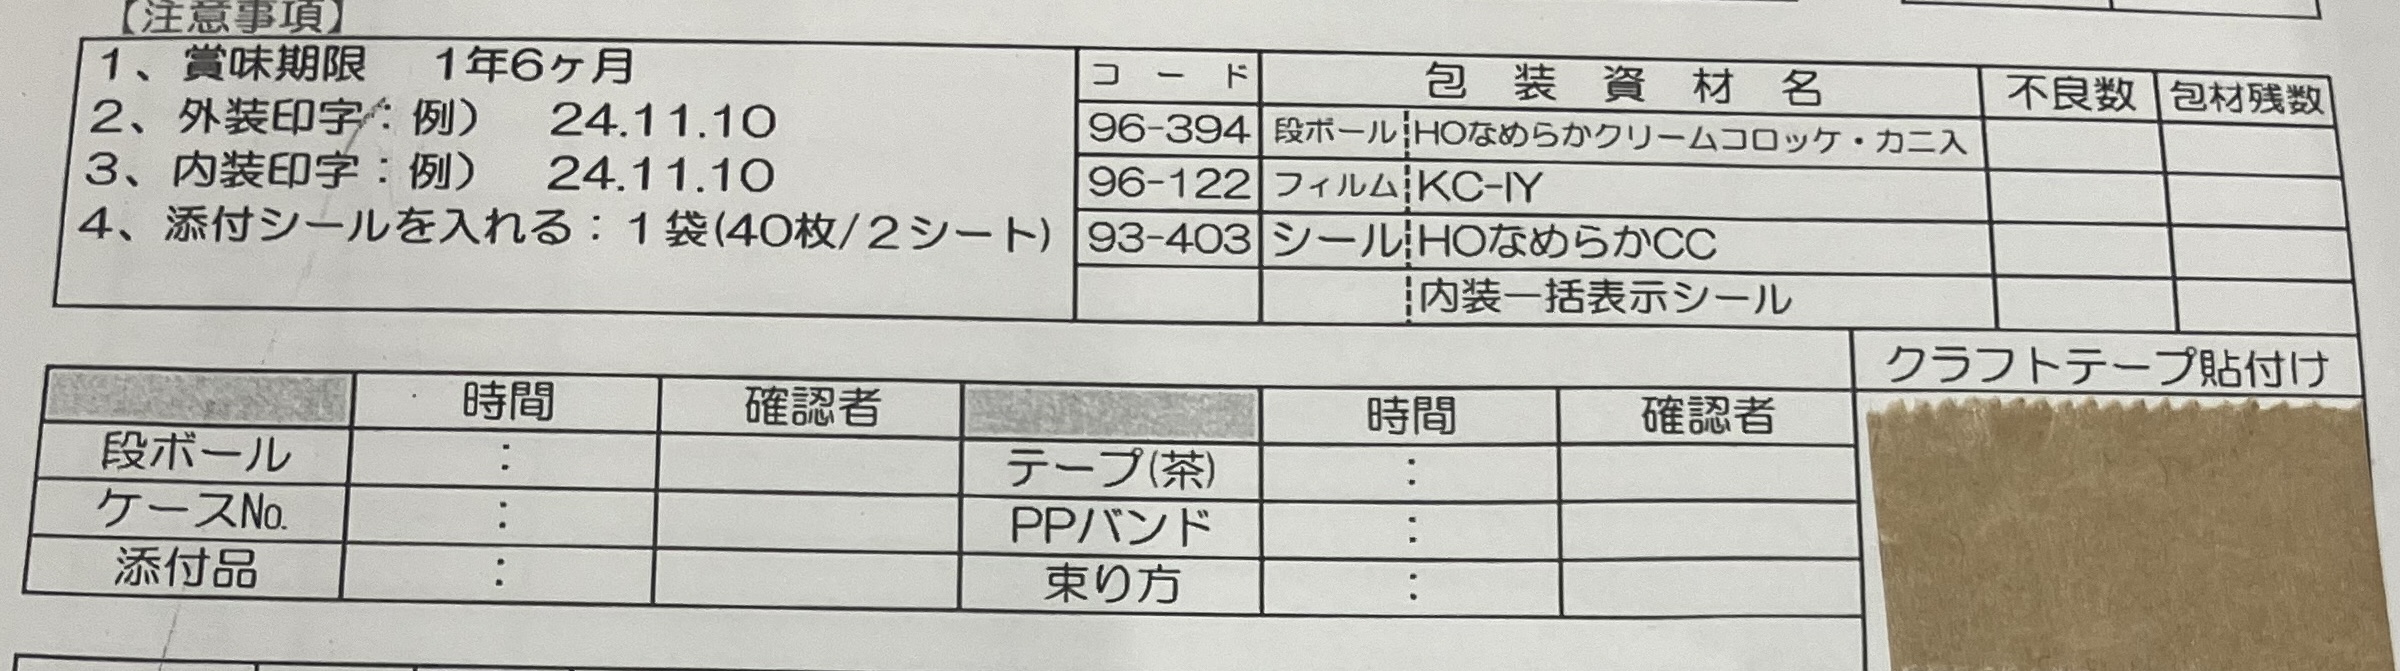 【注意事項】
1、賞味期限　1年6ヶ月
2、外装印字：例）　24.11.10
3、内装印字：例）　24.11.10
4、添付シールを入れる：1袋(40枚/2シート)
コード　包装資材名　不良数　包材残数
96-394　段ボール　HOなめらかクリームコロッケ・カニ入
96-122　フィルム　KC-IY
93-403　シール　HOなめらかCC
内装一括表示シール
クラフトテープ貼付け
時間　確認者　時間　確認者
段ボール　：　テープ(茶)　：
ケースNo.　：　PPバンド　：
添付品　：　束り方　：